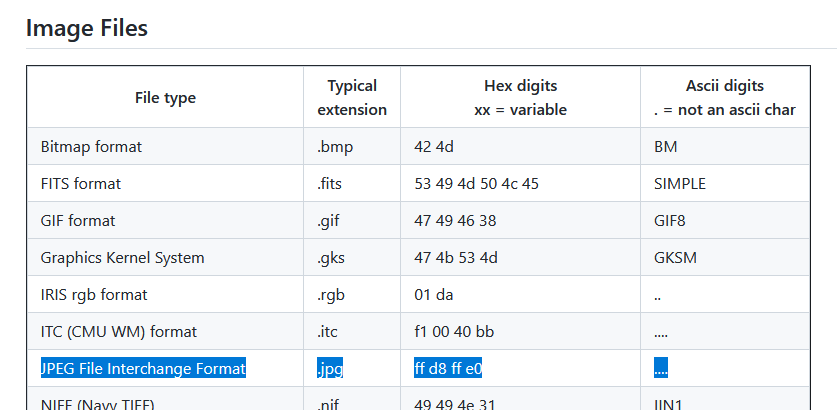 Image Files
File type Typical extension Hex digits xx = variable Ascii digits . = not an ascii char
Bitmap format .bmp 42 4d BM
FITS format .fits 53 49 4d 50 4c 45 SIMPLE
GIF format .gif 47 49 46 38 GIF8
Graphics Kernel System .gks 47 4b 53 4d GKSM
IRIS rgb format .rgb 01 da ..
ITC (CMU WM) format .itc f1 00 40 bb ....
JPEG File Interchange Format .jpg ff d8 ff e0 ....
NIFF (Navy TIFF) .nif 49 49 4e 31 IIN1